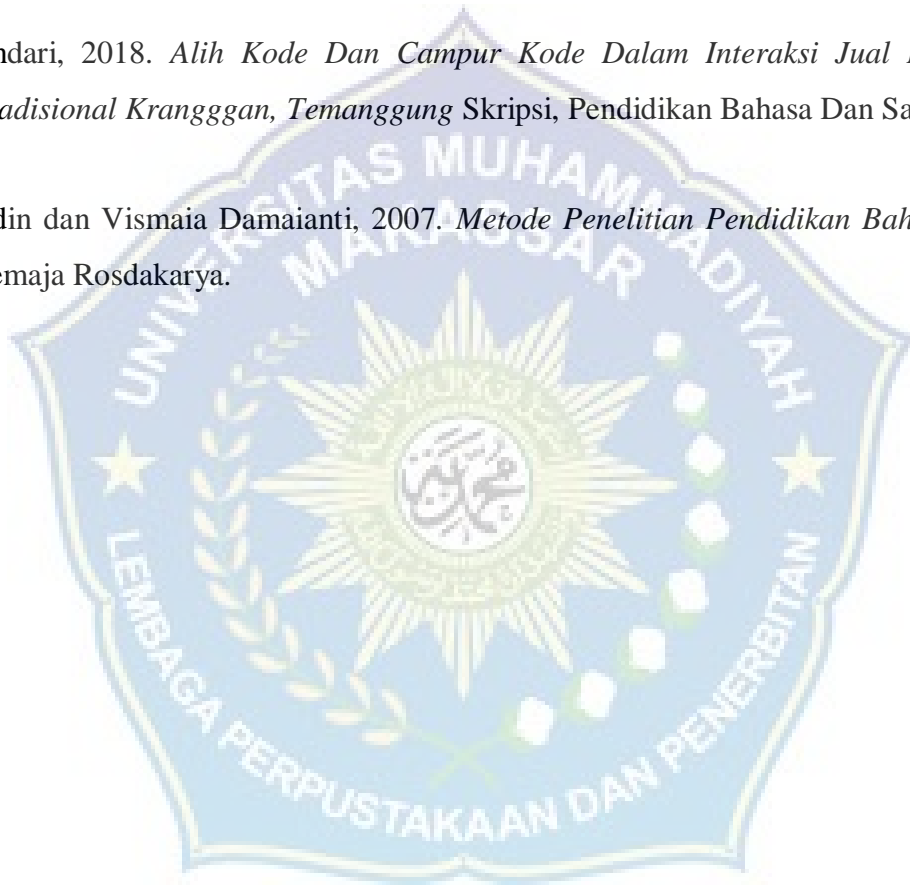 ndari, 2018. Alih Kode Dan Campur Kode Dalam Interaksi Jual
adisional Krangggan, Temanggung Skripsi, Pendidikan Bahasa Dan Sa
din dan Vismaia Damaianti, 2007. Metode Penelitian Pendidikan Bah
emaja Rosdakarya.
UNIVERSITAS MUHAMMADIYAH
MAKASSAR
LEMBAGA PERPUSTAKAAN DAN PENERBITAN